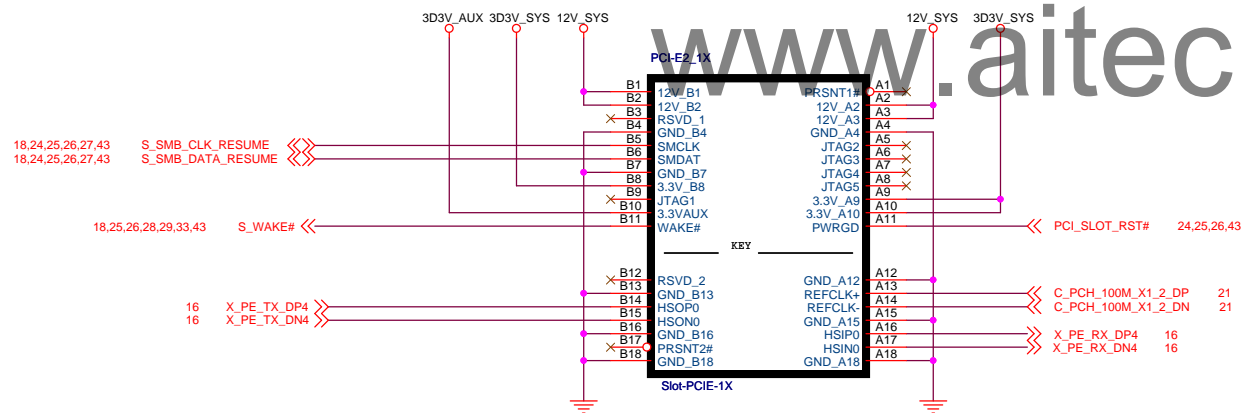 www.aitec
3D3V_AUX 3D3V_SYS 12V_SYS 12V_SYS 3D3V_SYS
PCI-E2_1X
B1 12V_B1 PRSNT1# A1
B2 12V_B2 12V_A2 A2
B3 RSVD_1 12V_A3 A3
B4 GND_B4 GND_A4 A4
18,24,25,26,27,43 S_SMB_CLK_RESUME B5 SMCLK JTAG2 A5
18,24,25,26,27,43 S_SMB_DATA_RESUME B6 SMDAT JTAG3 A6
B7 GND_B7 JTAG4 A7
B8 3.3V_B8 JTAG5 A8
B9 JTAG1 3.3V_A9 A9
B10 3.3VAUX 3.3V_A10 A10
18,25,26,28,29,33,43 S_WAKE# B11 WAKE# PWRGD A11 PCI_SLOT_RST# 24,25,26,43
KEY
B12 RSVD_2 GND_A12 A12
B13 GND_B13 REFCLK+ A13 C_PCH_100M_X1_2_DP 21
16 X_PE_TX_DP4 B14 HSOP0 REFCLK- A14 C_PCH_100M_X1_2_DN 21
16 X_PE_TX_DN4 B15 HSON0 GND_A15 A15
B16 GND_B16 HSIP0 A16 X_PE_RX_DP4 16
B17 PRSNT2# HSIN0 A17 X_PE_RX_DN4 16
B18 GND_B18 GND_A18 A18
Slot-PCIE-1X